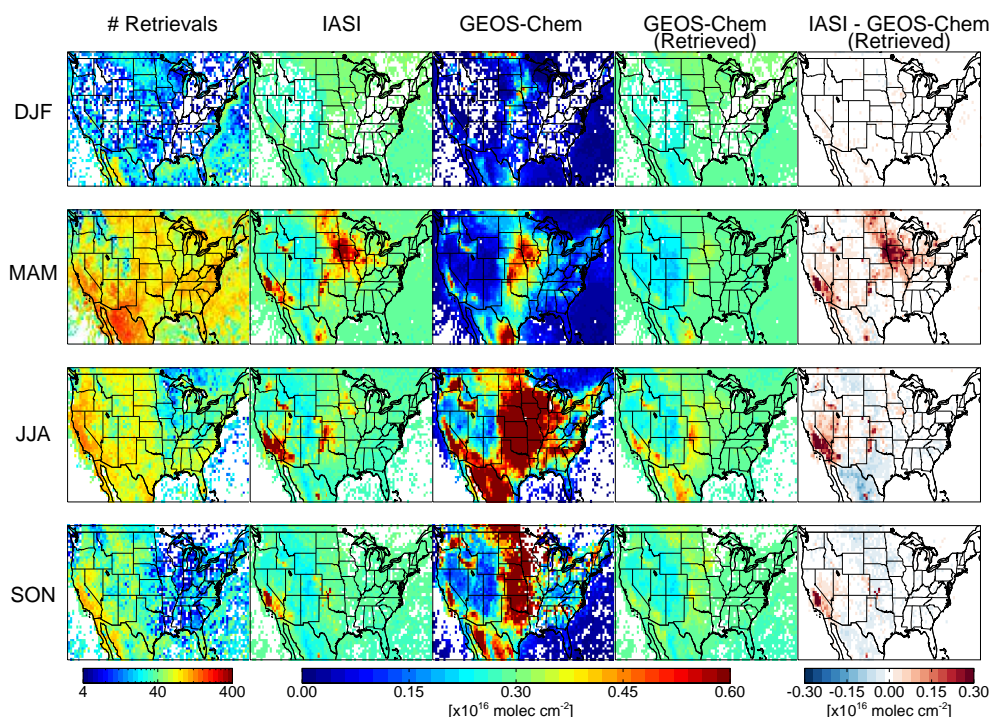 # Retrievals IASI GEOS-Chem GEOS-Chem IASI - GEOS-Chem
(Retrieved) (Retrieved)
DJF
MAM
JJA
SON
4 40 400 0.00 0.15 0.30 0.45 0.60 -0.30 -0.15 0.00 0.15 0.30
[x10¹⁶ molec cm⁻²] [x10¹⁶ molec cm⁻²]